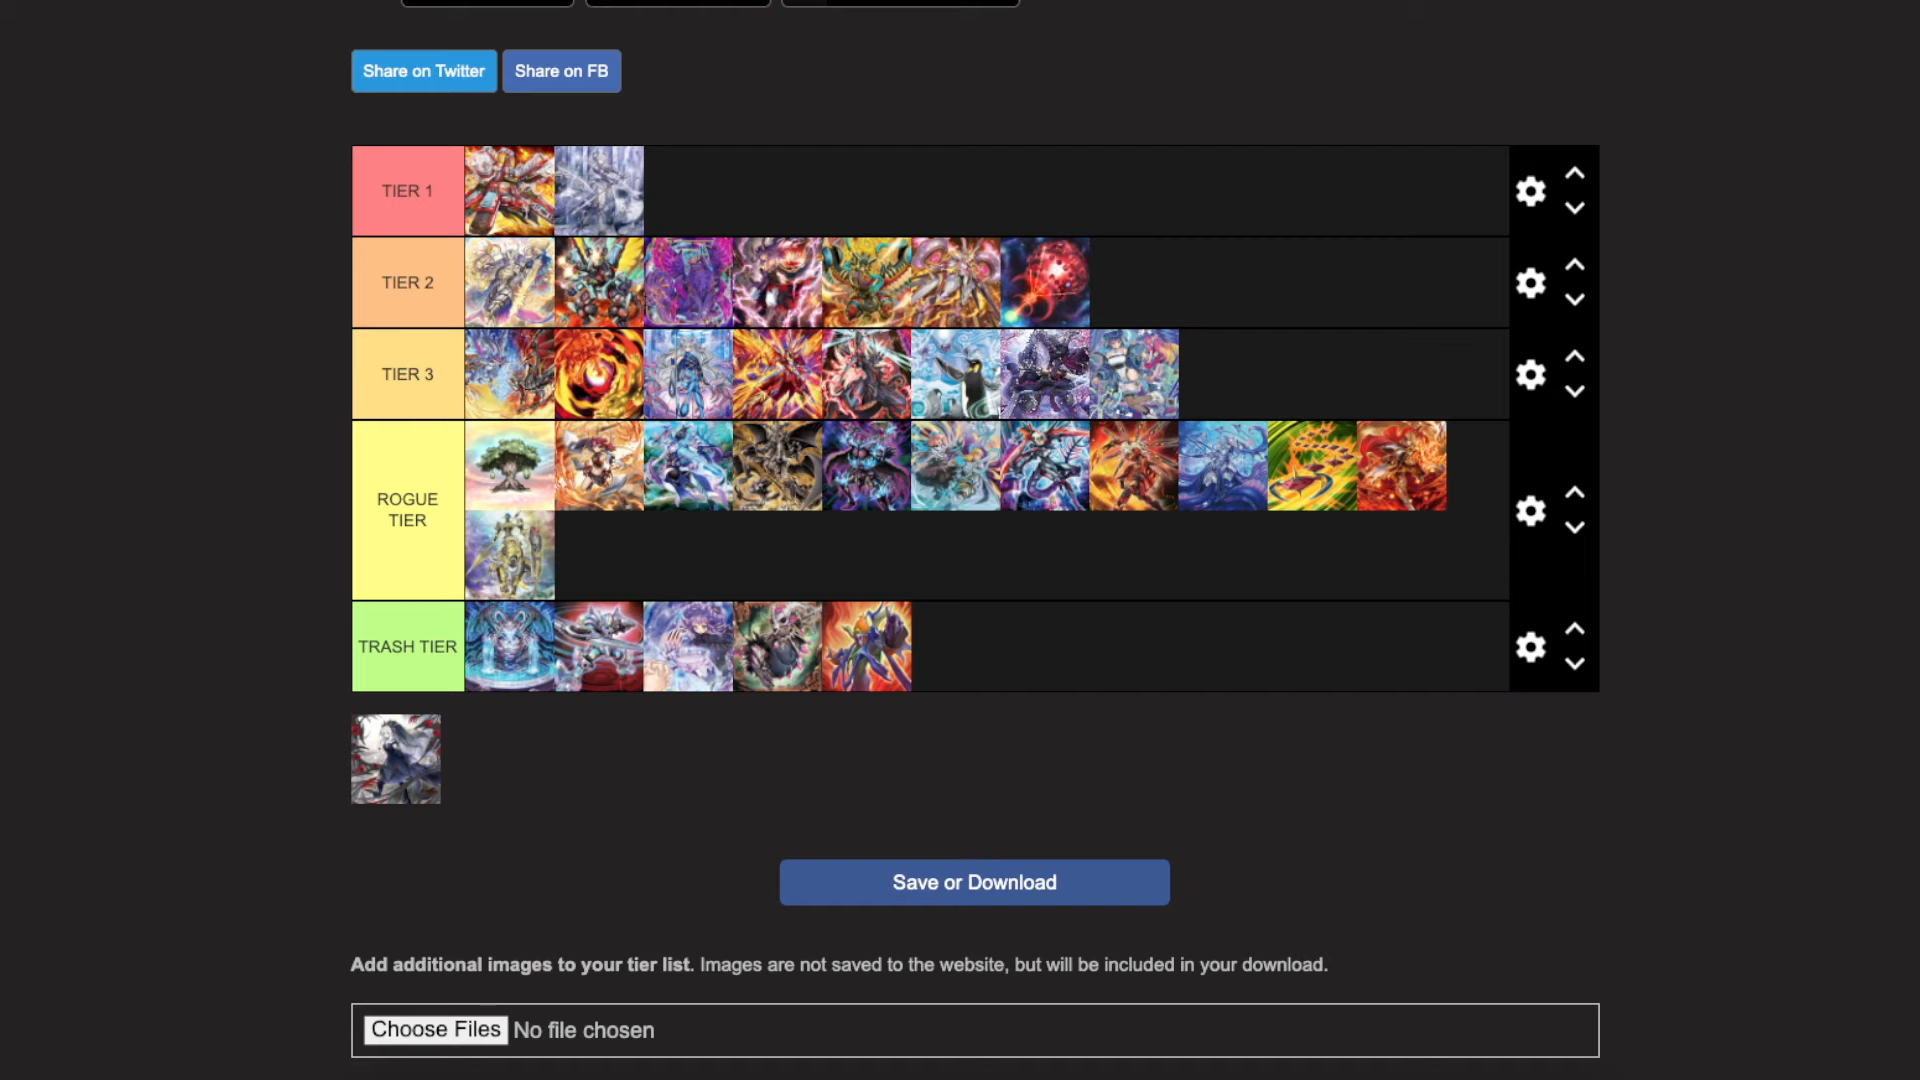 Share on Twitter
Share on FB
TIER 1
TIER 2
TIER 3
ROGUE
TIER
TRASH TIER
Save or Download
Add additional images to your tier list. Images are not saved to the website, but will be included in your download.
Choose Files No file chosen